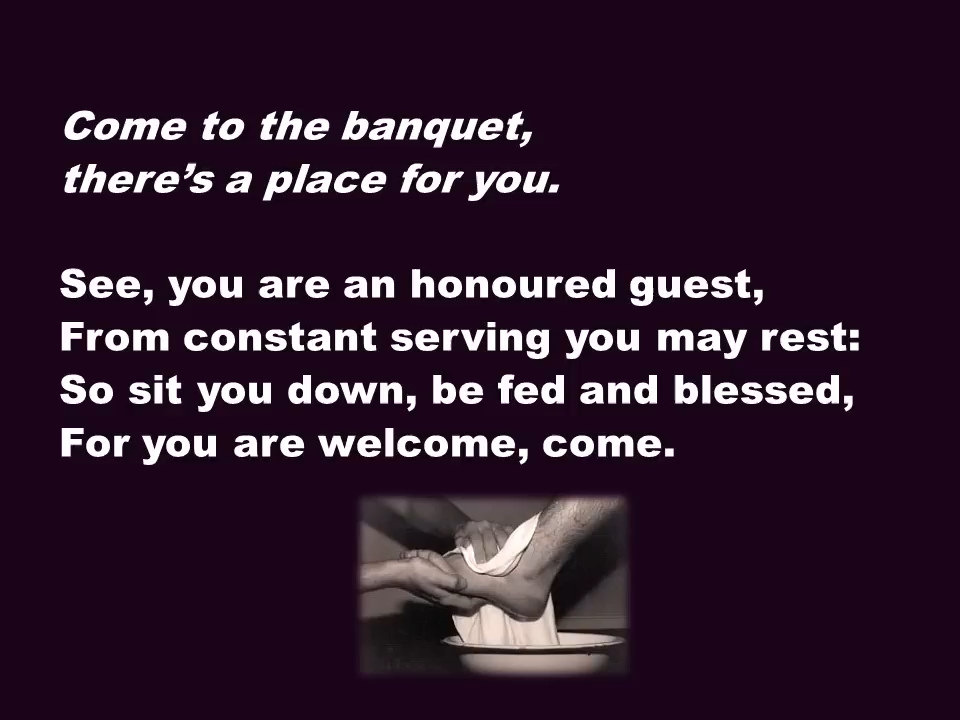 Come to the banquet,
there’s a place for you.
See, you are an honoured guest,
From constant serving you may rest:
So sit you down, be fed and blessed,
For you are welcome, come.